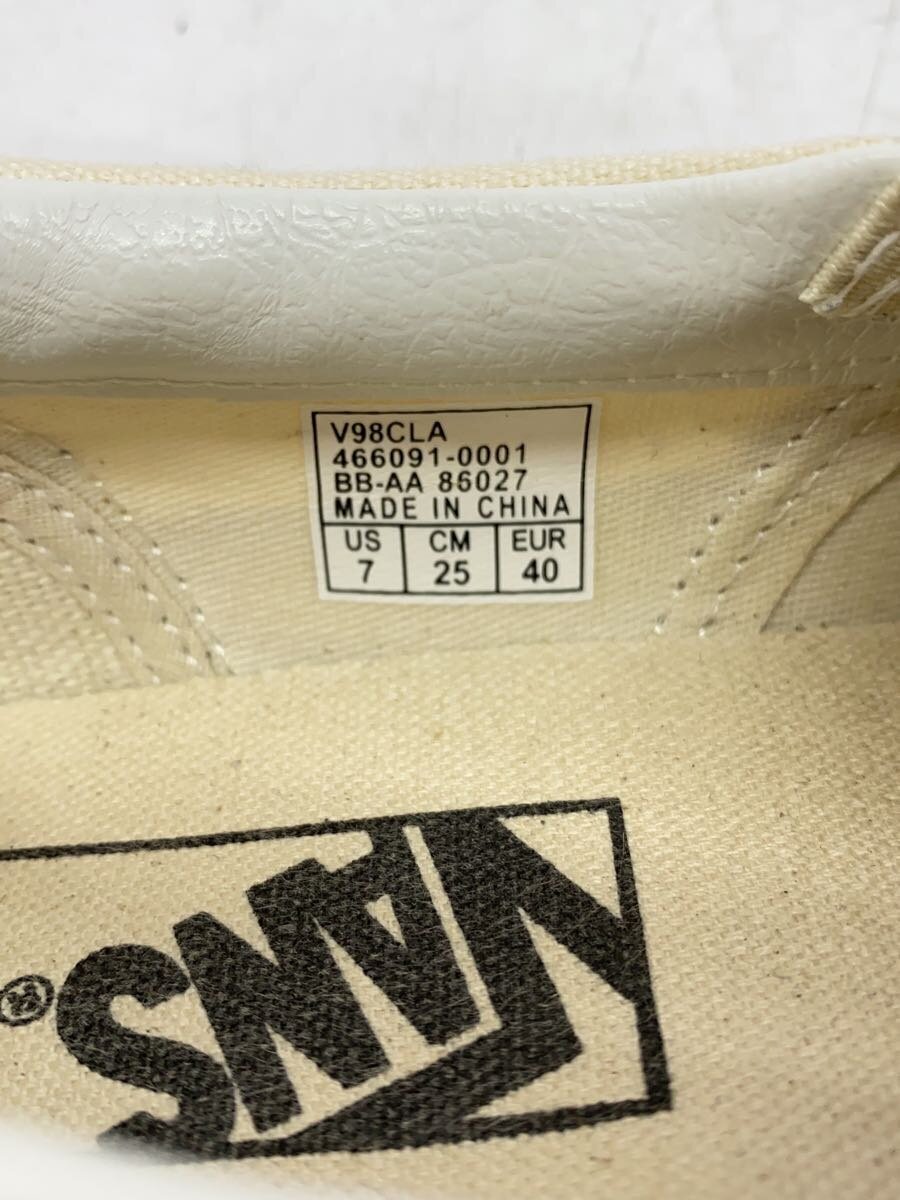 V98CLA
466091-0001
BB-AA 86027
MADE IN CHINA
US CM EUR
7 25 40
VANS
®